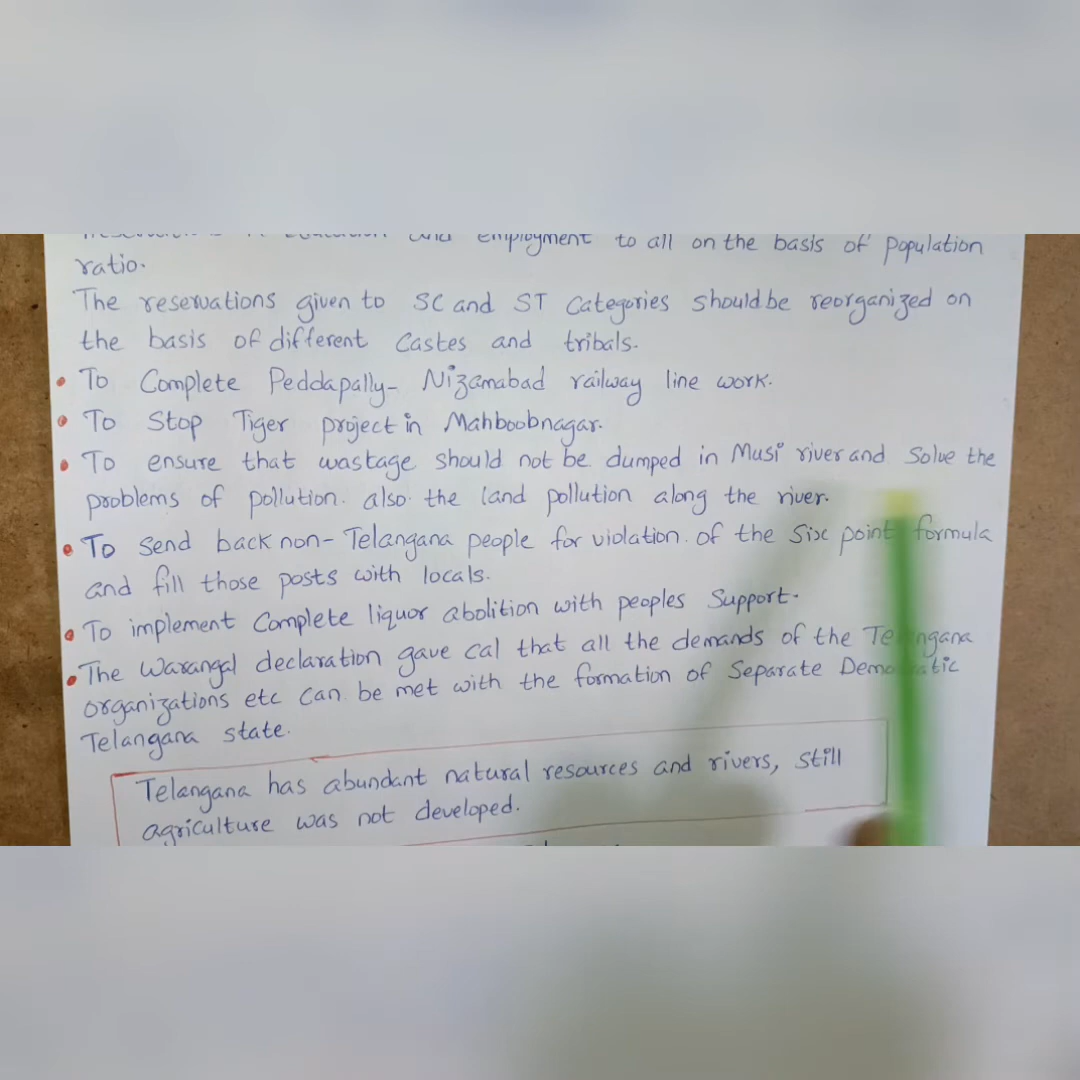 and employment to all on the basis of population
ratio.
The reservations given to SC and ST Categories should be reorganized on
the basis of different Castes and tribals.
• To Complete Peddapally- Nizamabad railway line work.
• To Stop Tiger project in Mahboobnagar.
• To ensure that wastage should not be dumped in Musi river and Solve the
problems of pollution. also the land pollution along the river.
• To Send back non-Telangana people for violation. of the Six point formula
and fill those posts with locals.
• To implement Complete liquor abolition with peoples Support.
• The Warangal declaration gave cal that all the demands of the Telangana
organizations etc can be met with the formation of Separate Democratic
Telangana state.
Telangana has abundant natural resources and rivers, still
agriculture was not developed.